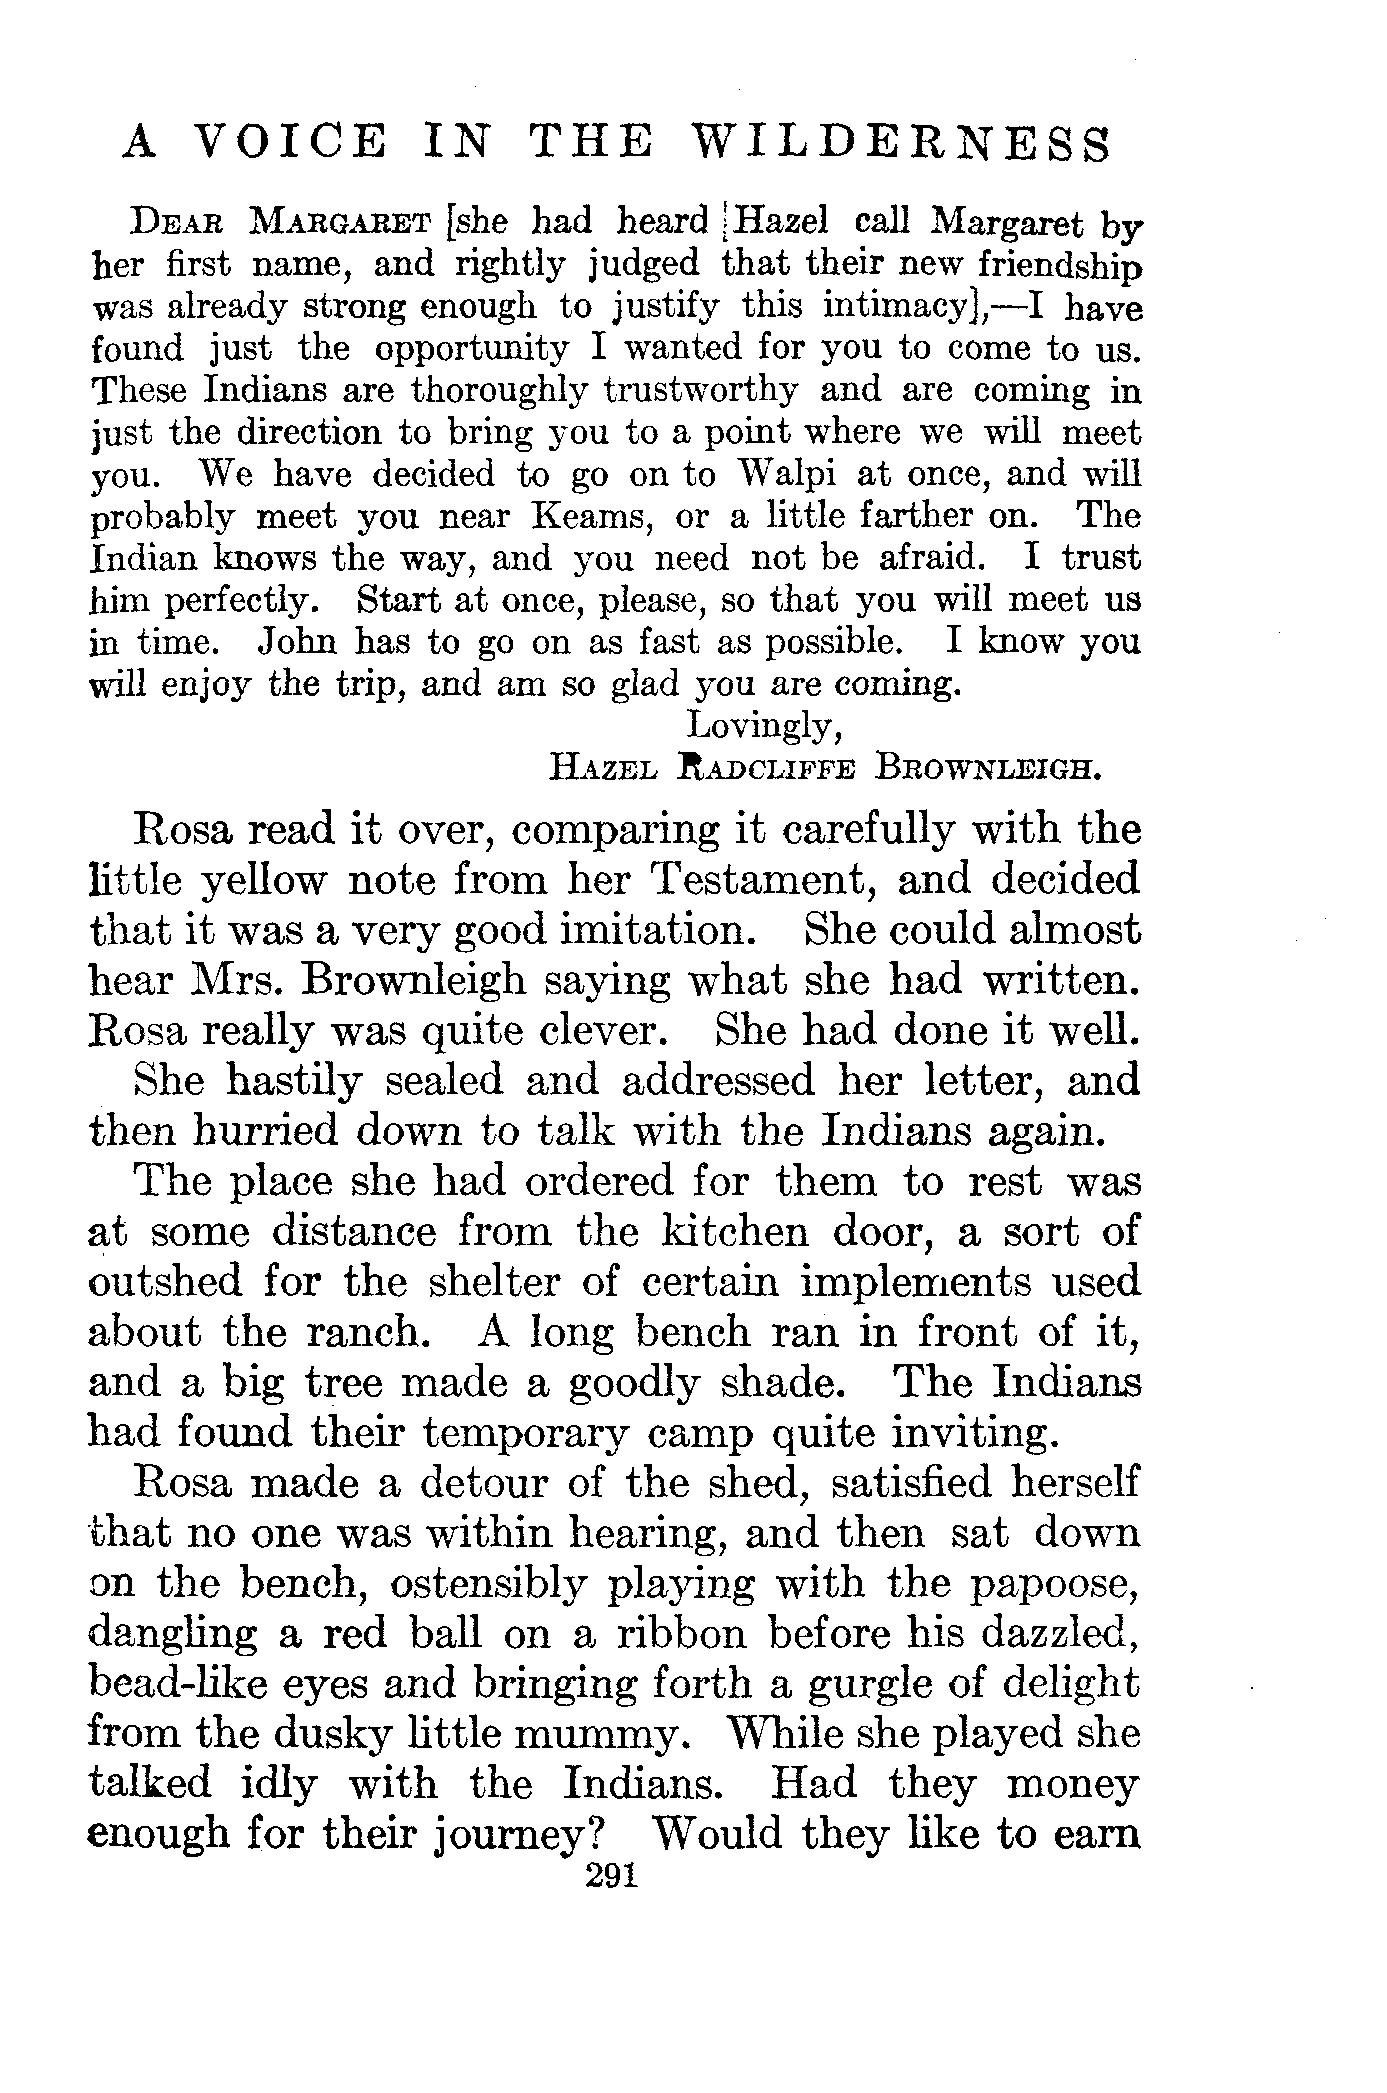 A VOICE IN THE WILDERNESS
DEAR MARGARET [she had heard Hazel call Margaret by
her first name, and rightly judged that their new friendship
was already strong enough to justify this intimacy],—I have
found just the opportunity I wanted for you to come to us.
These Indians are thoroughly trustworthy and are coming in
just the direction to bring you to a point where we will meet
you. We have decided to go on to Walpi at once, and will
probably meet you near Keams, or a little farther on. The
Indian knows the way, and you need not be afraid. I trust
him perfectly. Start at once, please, so that you will meet us
in time. John has to go on as fast as possible. I know you
will enjoy the trip, and am so glad you are coming.
Lovingly,
HAZEL RADCLIFFE BROWNLEIGH.
Rosa read it over, comparing it carefully with the
little yellow note from her Testament, and decided
that it was a very good imitation. She could almost
hear Mrs. Brownleigh saying what she had written.
Rosa really was quite clever. She had done it well.
She hastily sealed and addressed her letter, and
then hurried down to talk with the Indians again.
The place she had ordered for them to rest was
at some distance from the kitchen door, a sort of
outshed for the shelter of certain implements used
about the ranch. A long bench ran in front of it,
and a big tree made a goodly shade. The Indians
had found their temporary camp quite inviting.
Rosa made a detour of the shed, satisfied herself
that no one was within hearing, and then sat down
on the bench, ostensibly playing with the papoose,
dangling a red ball on a ribbon before his dazzled,
bead-like eyes and bringing forth a gurgle of delight
from the dusky little mummy. While she played she
talked idly with the Indians. Had they money
enough for their journey? Would they like to earn
291